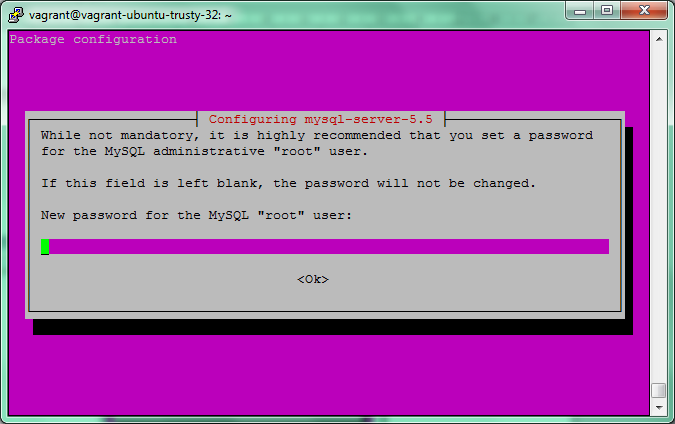 vagrant@vagrant-ubuntu-trusty-32: ~
Package configuration
Configuring mysql-server-5.5
While not mandatory, it is highly recommended that you set a password
for the MySQL administrative "root" user.
If this field is left blank, the password will not be changed.
New password for the MySQL "root" user:
<Ok>